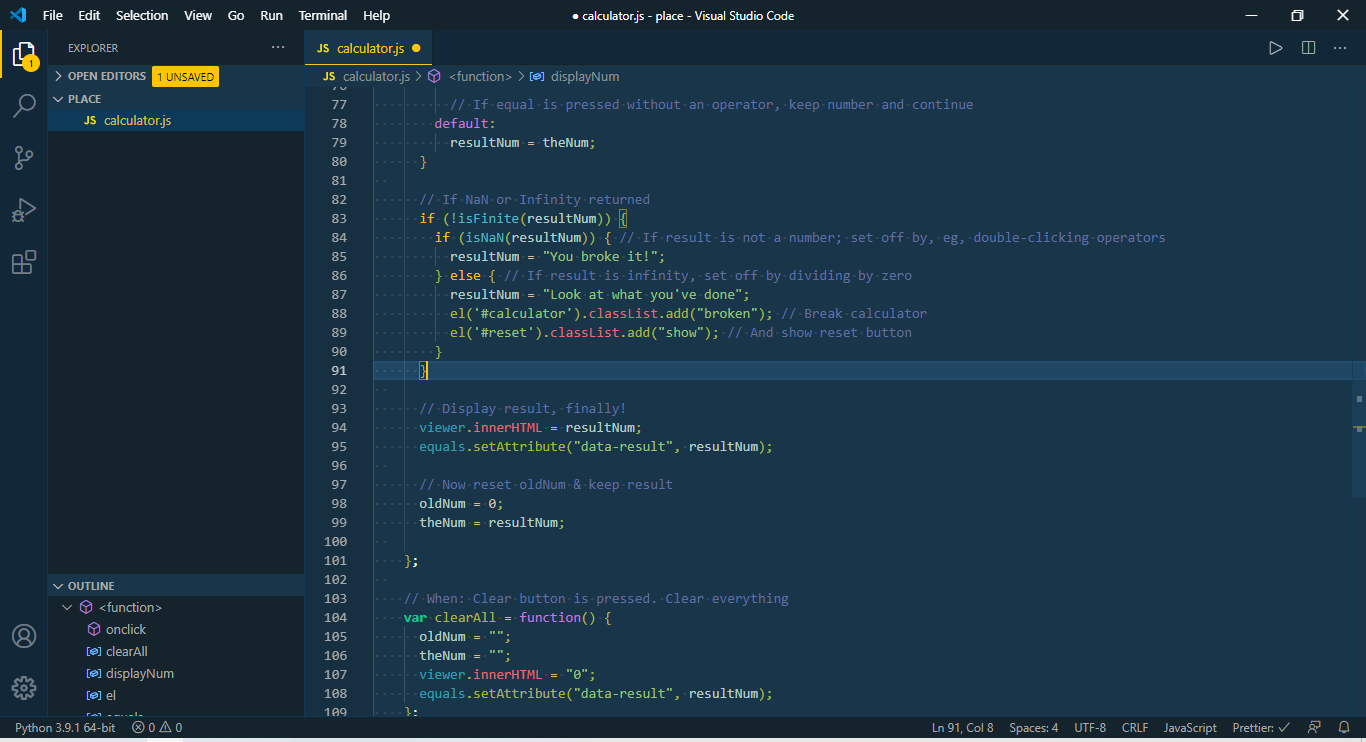 File Edit Selection View Go Run Terminal Help ● calculator.js - place - Visual Studio Code
EXPLORER ···
JS calculator.js ●
1
OPEN EDITORS 1 UNSAVED
JS calculator.js > <function> > displayNum
PLACE
JS calculator.js
77 // If equal is pressed without an operator, keep number and continue
78 default:
79 resultNum = theNum;
80 }
81
82 // If NaN or Infinity returned
83 if (!isFinite(resultNum)) {
84 if (isNaN(resultNum)) { // If result is not a number; set off by, eg, double-clicking operators
85 resultNum = "You broke it!";
86 } else { // If result is infinity, set off by dividing by zero
87 resultNum = "Look at what you've done";
88 el('#calculator').classList.add("broken"); // Break calculator
89 el('#reset').classList.add("show"); // And show reset button
90 }
91 }
92
93 // Display result, finally!
94 viewer.innerHTML = resultNum;
95 equals.setAttribute("data-result", resultNum);
96
97 // Now reset oldNum & keep result
98 oldNum = 0;
99 theNum = resultNum;
100
101 };
102
103 // When: Clear button is pressed. Clear everything
104 var clearAll = function() {
105 oldNum = "";
106 theNum = "";
107 viewer.innerHTML = "0";
108 equals.setAttribute("data-result", resultNum);
109 };
OUTLINE
<function>
onclick
clearAll
displayNum
el
Python 3.9.1 64-bit 0 0 Ln 91, Col 8 Spaces: 4 UTF-8 CRLF JavaScript Prettier: ✓